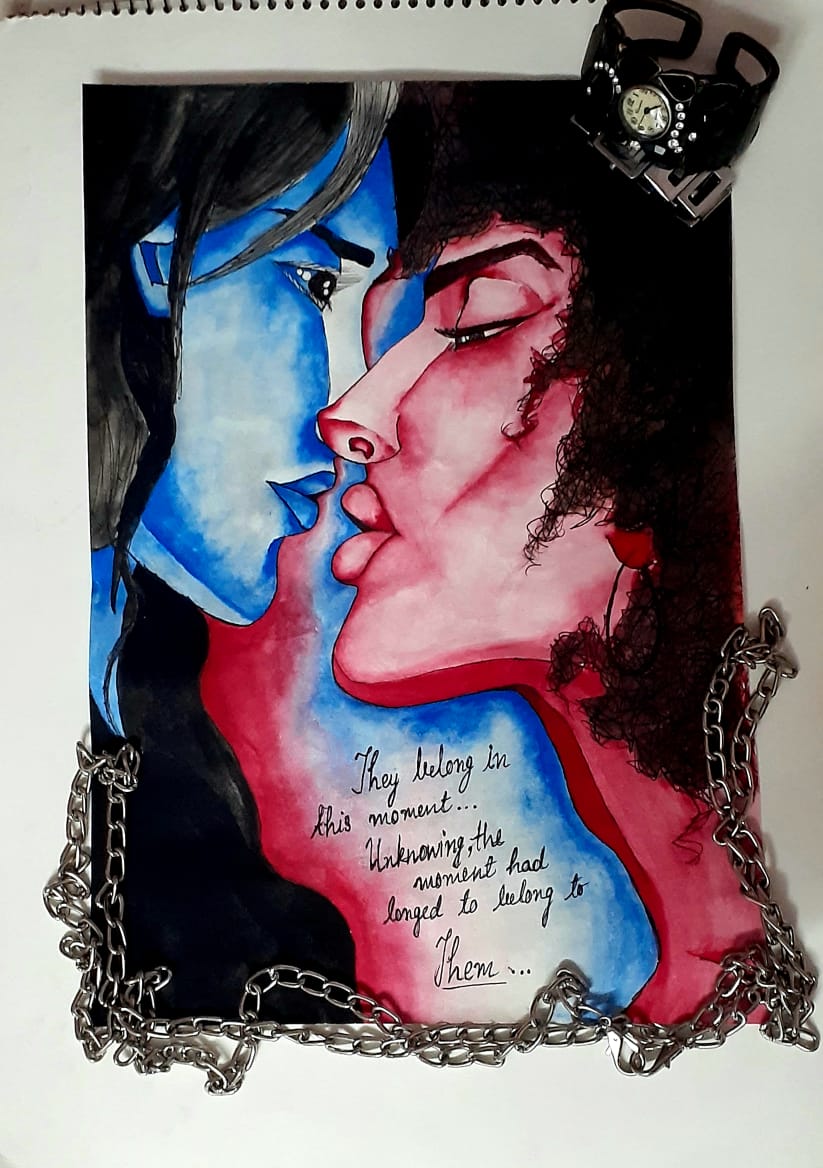 They belong in
this moment...
Unknowing, the
moment had
longed to belong to
Them...